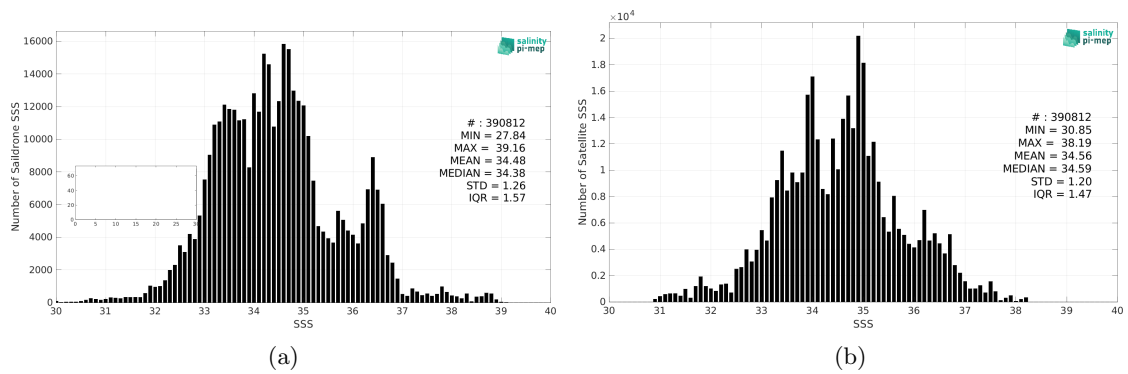 salinity
pi-mep
16000
14000
12000
10000
8000
6000
4000
2000
0
Number of Saildrone SSS
# : 390812
MIN = 27.84
MAX = 39.16
MEAN = 34.48
MEDIAN = 34.38
STD = 1.26
IQR = 1.57
60
40
20
0
0 5 10 15 20 25 30
30 31 32 33 34 35 36 37 38 39 40
SSS
(a)
×10⁴
salinity
pi-mep
2
1.8
1.6
1.4
1.2
1
0.8
0.6
0.4
0.2
0
Number of Satellite SSS
# : 390812
MIN = 30.85
MAX = 38.19
MEAN = 34.56
MEDIAN = 34.59
STD = 1.20
IQR = 1.47
30 31 32 33 34 35 36 37 38 39 40
SSS
(b)